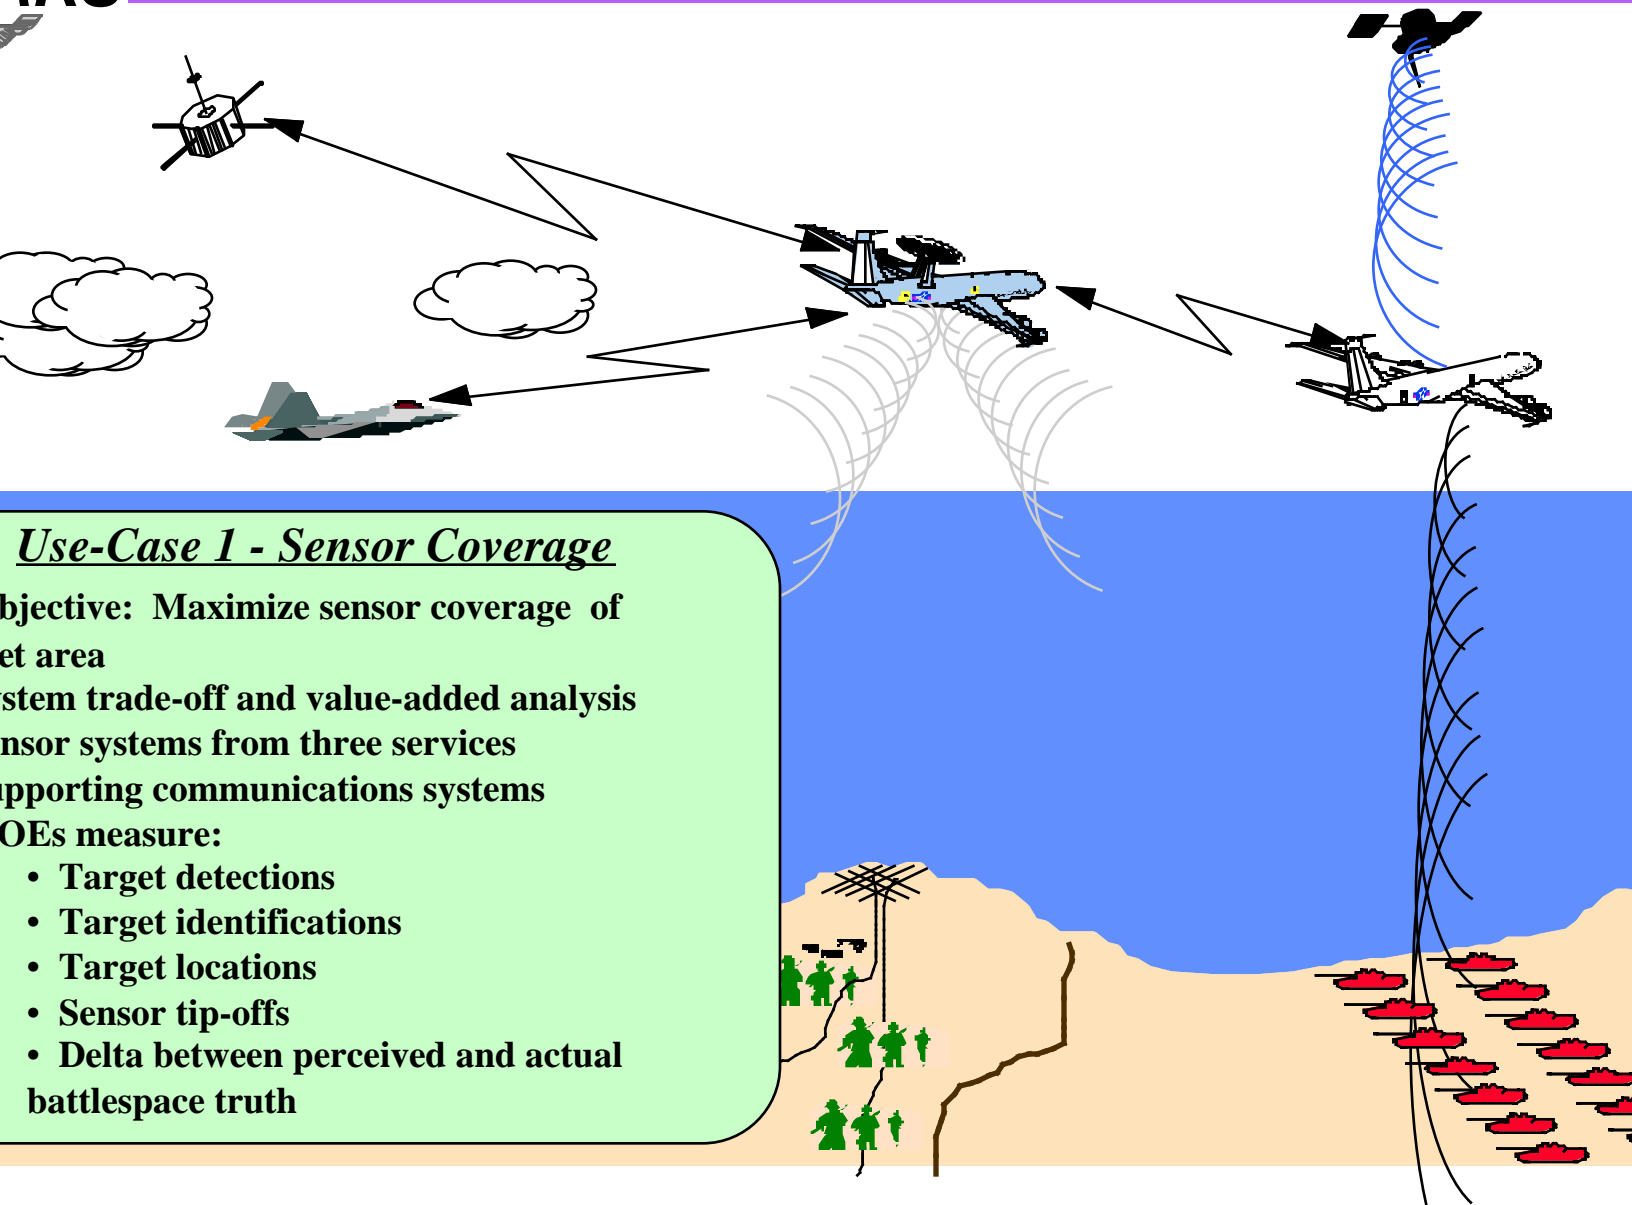 Use-Case 1 - Sensor Coverage
bjective: Maximize sensor coverage of
et area
stem trade-off and value-added analysis
nsor systems from three services
pporting communications systems
OEs measure:
• Target detections
• Target identifications
• Target locations
• Sensor tip-offs
• Delta between perceived and actual
battlespace truth